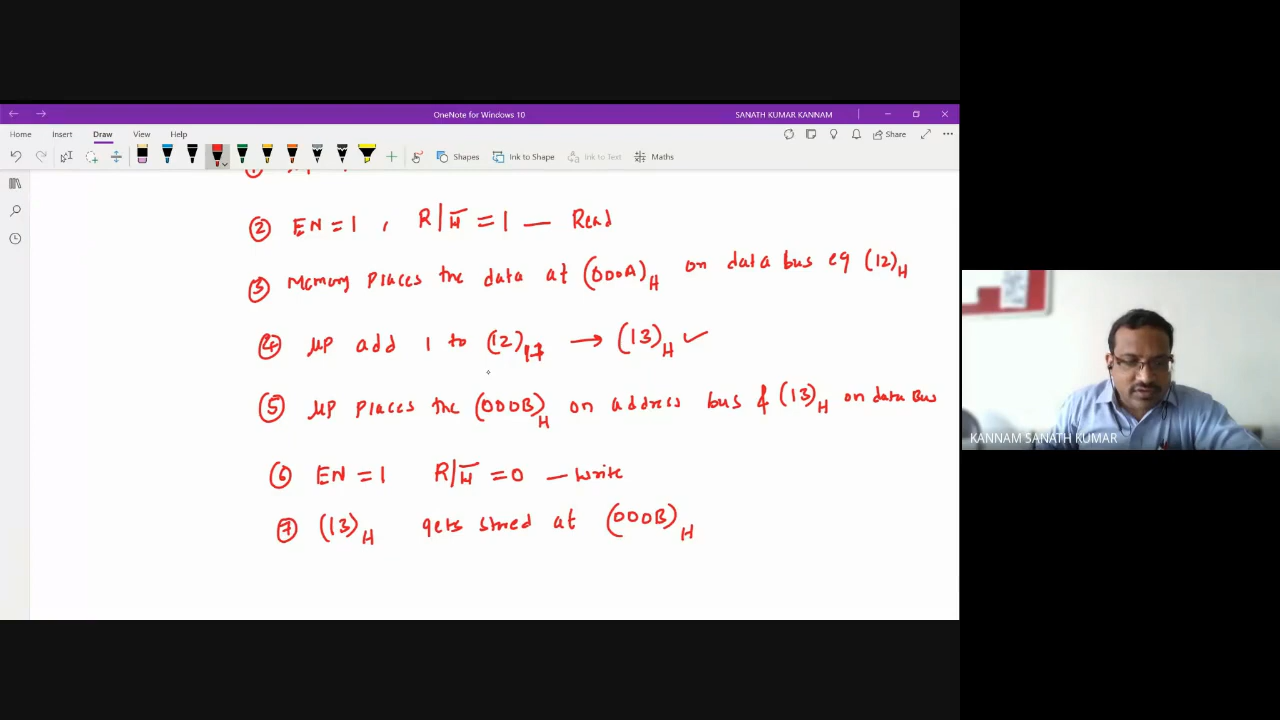 OneNote for Windows 10
SANATH KUMAR KANNAM
Home Insert Draw View Help
Share
Shapes Ink to Shape Ink to Text Maths
① μp
② EN = 1 , R/W̅ = 1 — Read
③ Memory Places the data at (000A)H on data bus eg (12)H
④ μP add 1 to (12)H → (13)H ✓
⑤ μP places the (000B)H on address bus & (13)H on data Bus
⑥ EN = 1 R/W̅ = 0 — Write
⑦ (13)H gets stored at (000B)H
KANNAM SANATH KUMAR